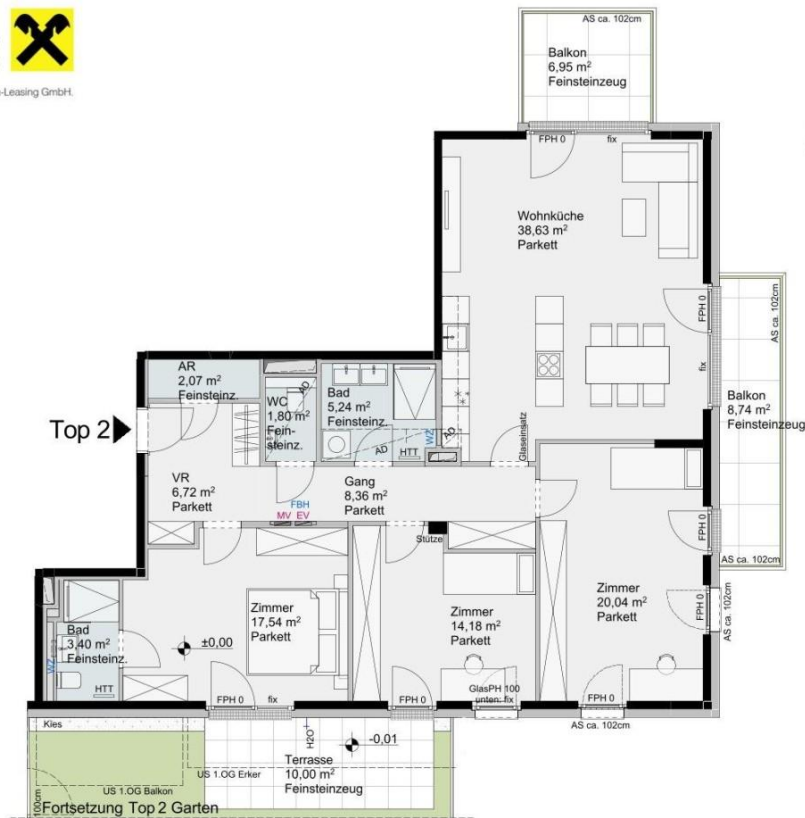 AS ca. 102cm
Balkon
6,95 m²
Feinsteinzeug
-Leasing GmbH.
FPH 0
fix
Wohnküche
38,63 m²
Parkett
FPH 0
AS ca. 102cm
fix
Balkon
8,74 m²
Feinsteinzeug
AR
2,07 m²
Feinsteinz.
WC
1,80 m²
Fein-
steinz.
AD
Bad
5,24 m²
Feinsteinz.
WZ
AD
AD
HTT
Glaseinsatz
Top 2
VR
6,72 m²
Parkett
FBH
MV EV
Gang
8,36 m²
Parkett
Stütze
FPH 0
AS ca. 102cm
Zimmer
20,04 m²
Parkett
FPH 0
AS ca. 102cm
Zimmer
17,54 m²
Parkett
±0,00
Zimmer
14,18 m²
Parkett
Bad
3,40 m²
Feinsteinz.
WZ
HTT
FPH 0
fix
FPH 0
GlasPH 100
unten: fix
FPH 0
AS ca. 102cm
Kies
H2O
-0,01
US 1.OG Erker
Terrasse
10,00 m²
Feinsteinzeug
US 1.OG Balkon
100cm
Fortsetzung Top 2 Garten